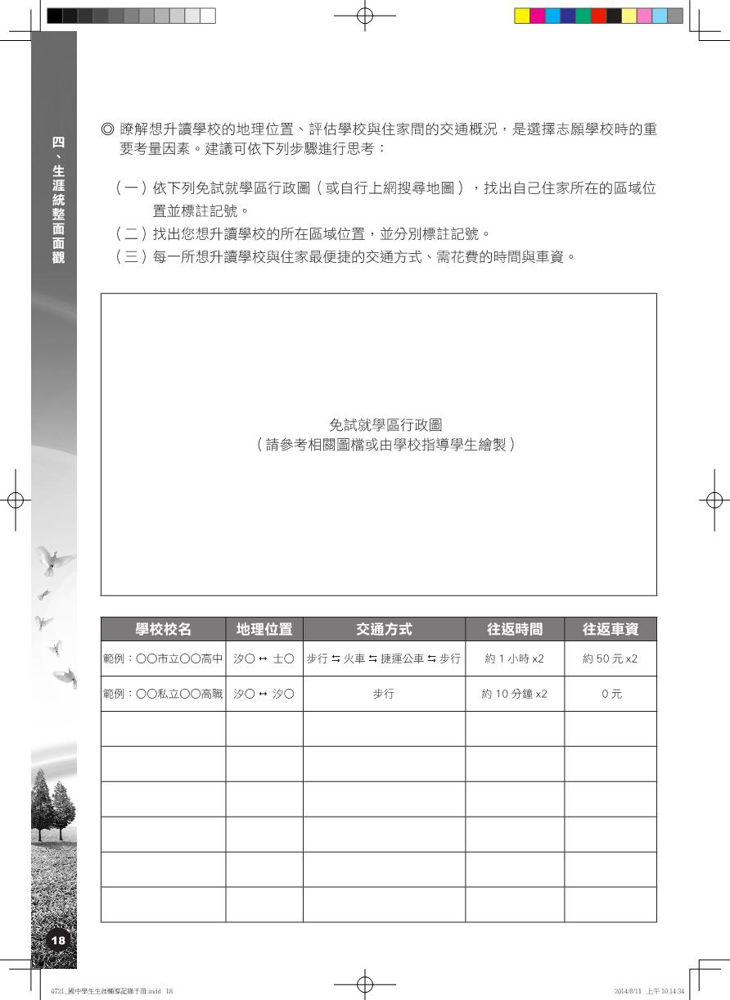 四、生涯統整面面觀
◎ 瞭解想升讀學校的地理位置、評估學校與住家間的交通概況，是選擇志願學校時的重
要考量因素。建議可依下列步驟進行思考：
（一）依下列免試就學區行政圖（或自行上網搜尋地圖），找出自己住家所在的區域位
置並標註記號。
（二）找出您想升讀學校的所在區域位置，並分別標註記號。
（三）每一所想升讀學校與住家最便捷的交通方式、需花費的時間與車資。
免試就學區行政圖
（請參考相關圖檔或由學校指導學生繪製）
學校校名 地理位置 交通方式 往返時間 往返車資
範例：〇〇市立〇〇高中 汐〇 ↔ 士〇 步行 ⇆ 火車 ⇆ 捷運公車 ⇆ 步行 約 1 小時 x2 約 50 元 x2
範例：〇〇私立〇〇高職 汐〇 ↔ 汐〇 步行 約 10 分鐘 x2 0 元
18
0721_國中學生生涯輔導記錄手冊.indd 18 2014/8/11 上午 10:14:34